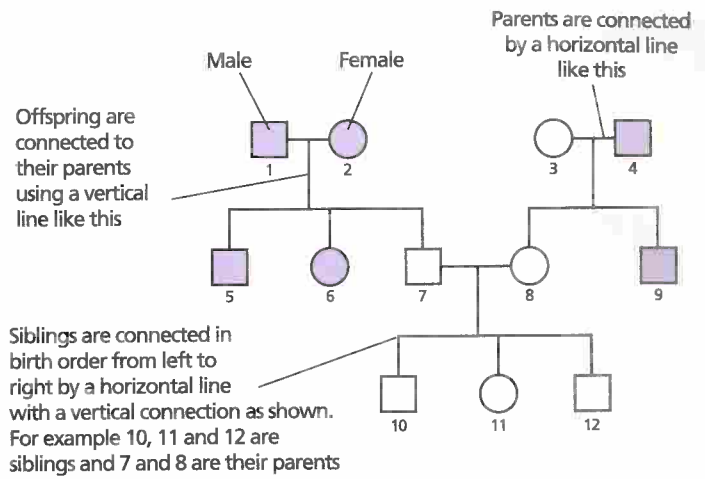 Parents are connected
by a horizontal line
like this
Male
Female
Offspring are
connected to
their parents
using a vertical
line like this
1
2
3
4
5
6
7
8
9
Siblings are connected in
birth order from left to
right by a horizontal line
with a vertical connection as shown.
For example 10, 11 and 12 are
siblings and 7 and 8 are their parents
10
11
12